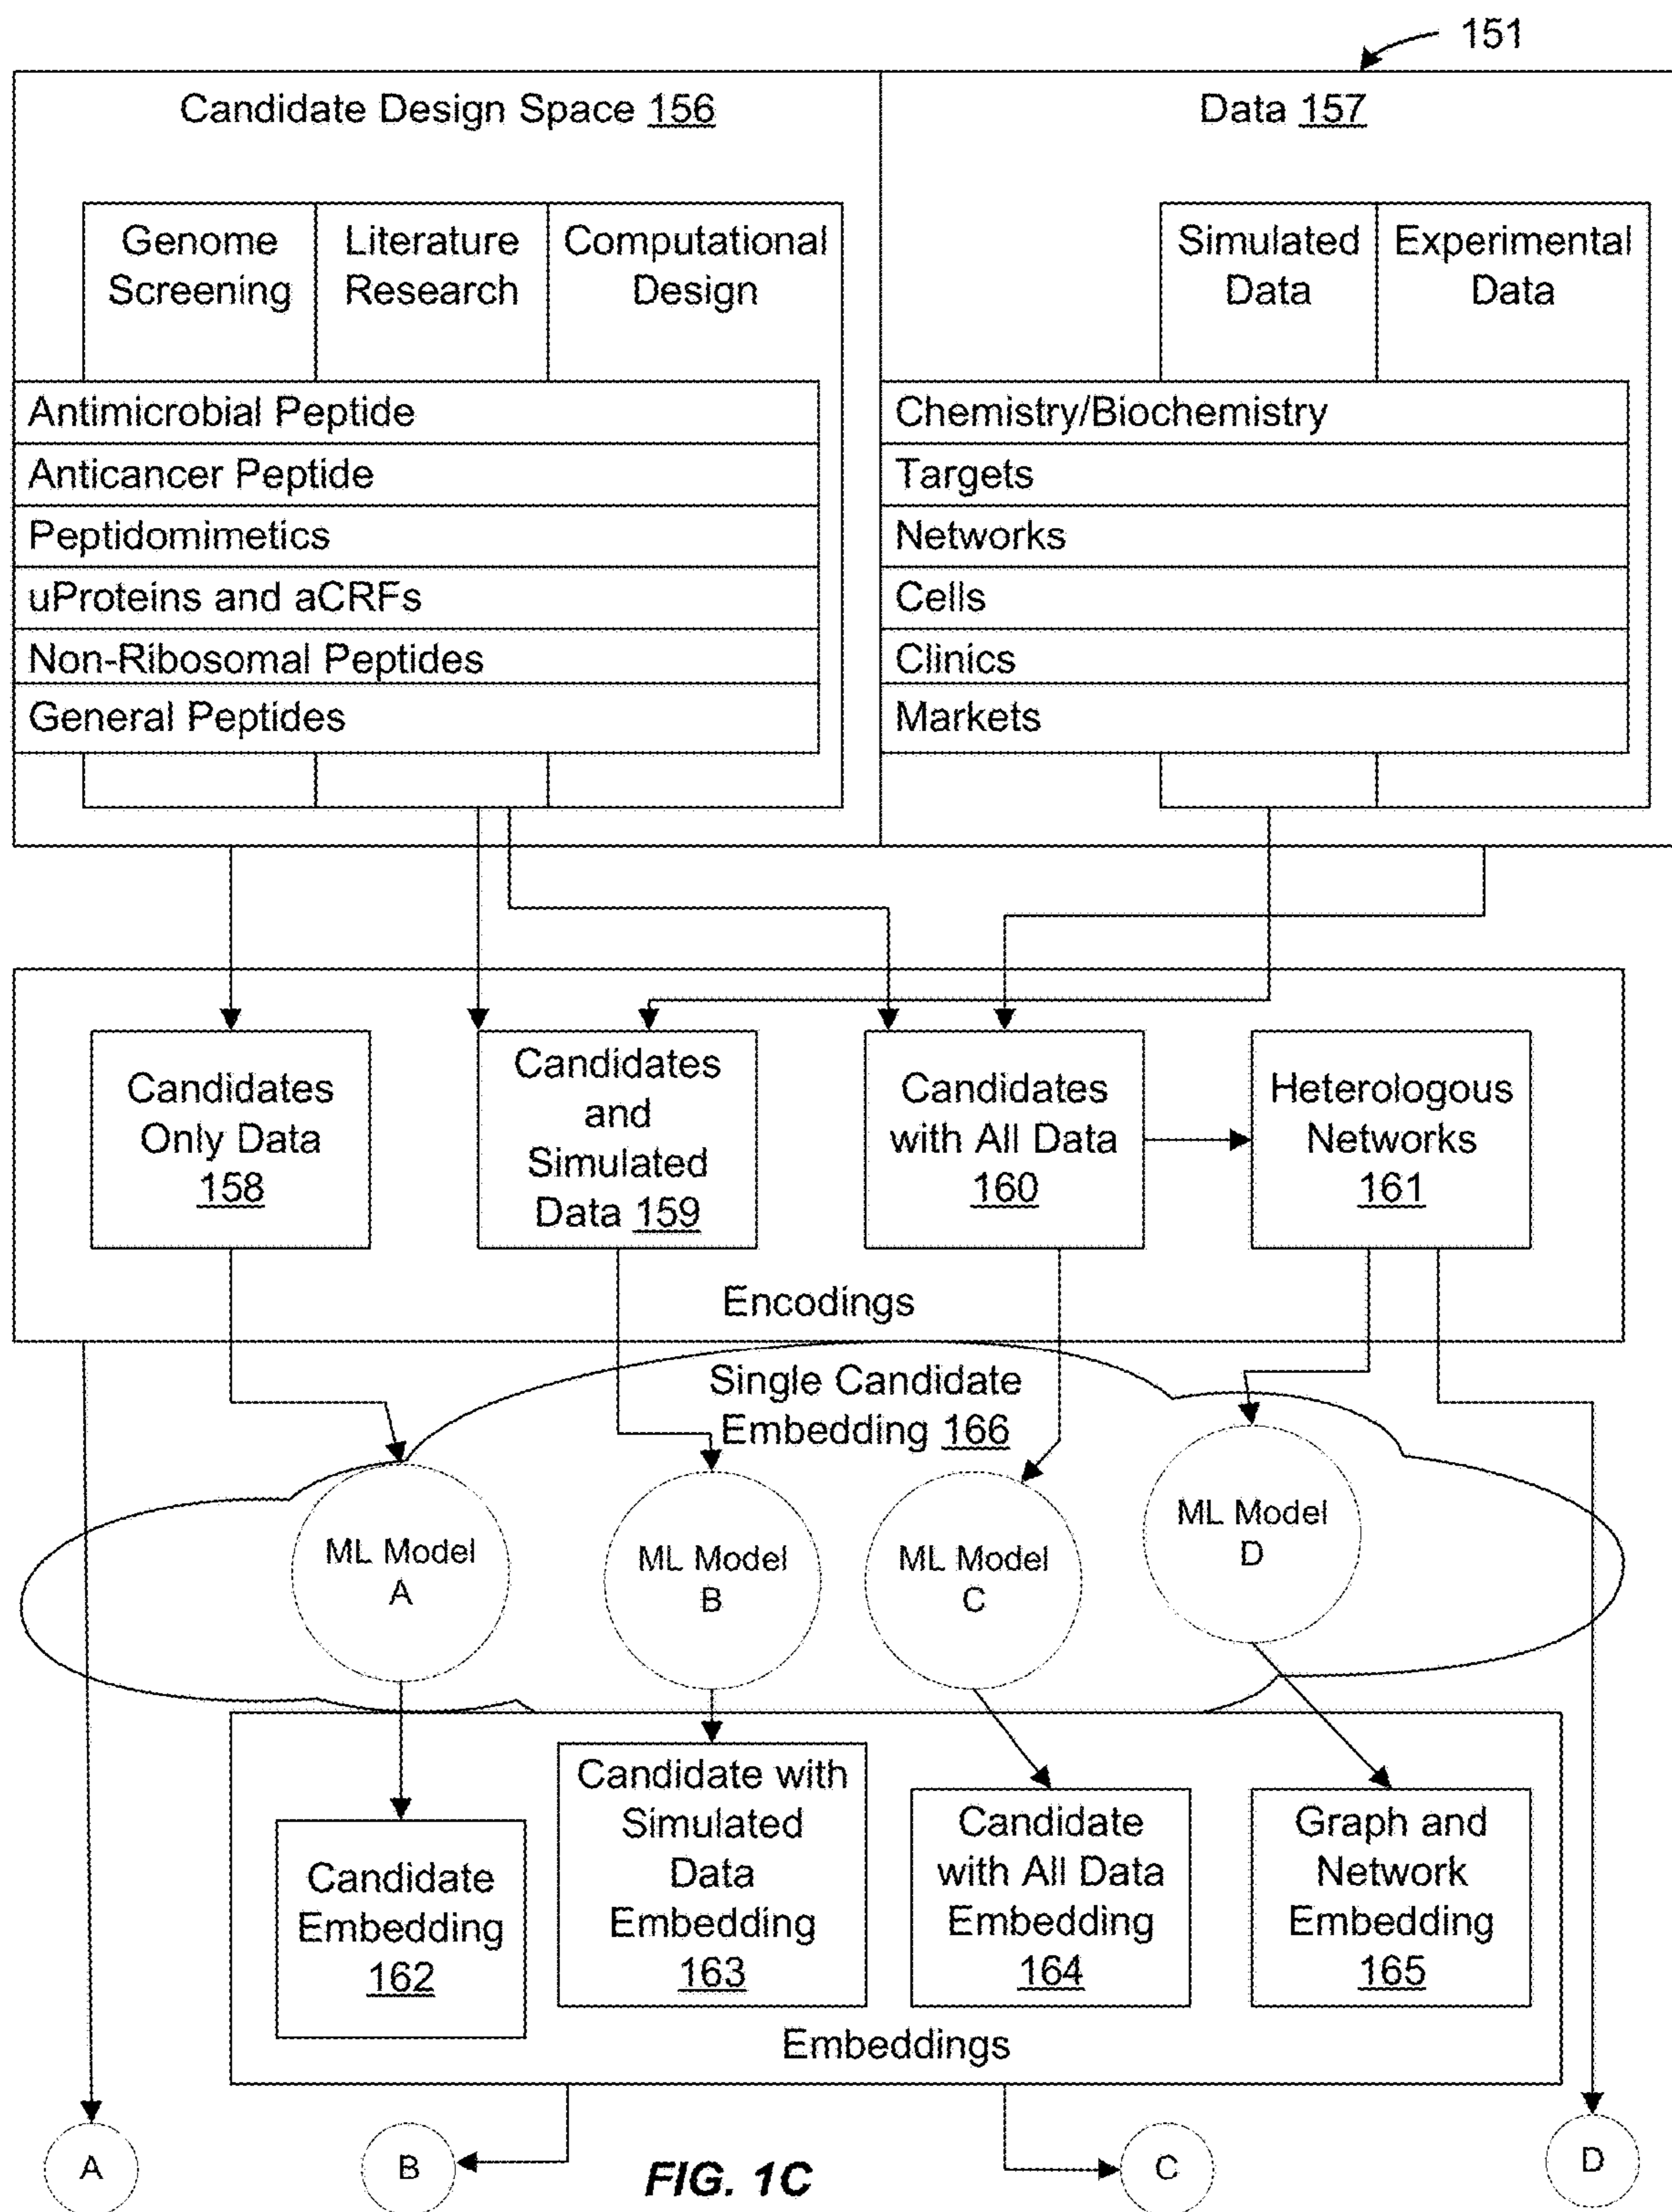 151
Candidate Design Space 156
Data 157
Genome
Screening
Literature
Research
Computational
Design
Simulated
Data
Experimental
Data
Antimicrobial Peptide
Anticancer Peptide
Peptidomimetics
uProteins and aCRFs
Non-Ribosomal Peptides
General Peptides
Chemistry/Biochemistry
Targets
Networks
Cells
Clinics
Markets
Candidates
Only Data
158
Candidates
and
Simulated
Data 159
Candidates
with All Data
160
Heterologous
Networks
161
Encodings
Single Candidate
Embedding 166
ML Model
A
ML Model
B
ML Model
C
ML Model
D
Candidate
Embedding
162
Candidate with
Simulated
Data
Embedding
163
Candidate
with All Data
Embedding
164
Graph and
Network
Embedding
165
Embeddings
A
B
C
D
FIG. 1C